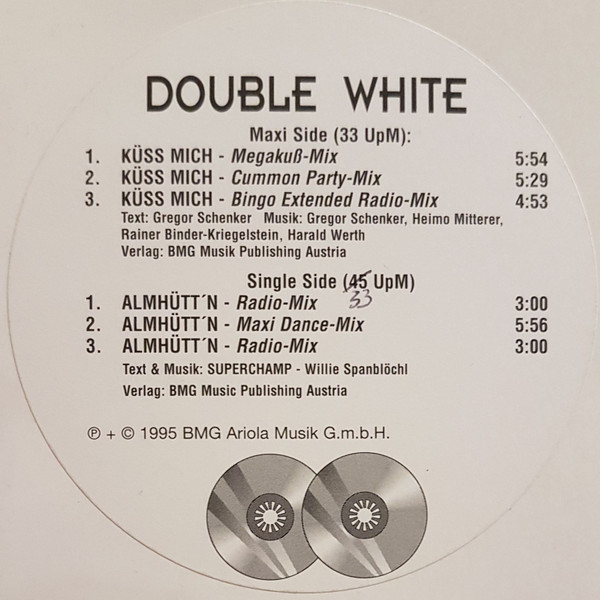 DOUBLE WHITE
Maxi Side (33 UpM):
1. KÜSS MICH - Megakuß-Mix 5:54
2. KÜSS MICH - Cummon Party-Mix 5:29
3. KÜSS MICH - Bingo Extended Radio-Mix 4:53
Text: Gregor Schenker Musik: Gregor Schenker, Heimo Mitterer,
Rainer Binder-Kriegelstein, Harald Werth
Verlag: BMG Musik Publishing Austria
Single Side (45 UpM)
33
1. ALMHÜTT´N - Radio-Mix 3:00
2. ALMHÜTT´N - Maxi Dance-Mix 5:56
3. ALMHÜTT´N - Radio-Mix 3:00
Text & Musik: SUPERCHAMP - Willie Spanblöchl
Verlag: BMG Music Publishing Austria
℗ + © 1995 BMG Ariola Musik G.m.b.H.